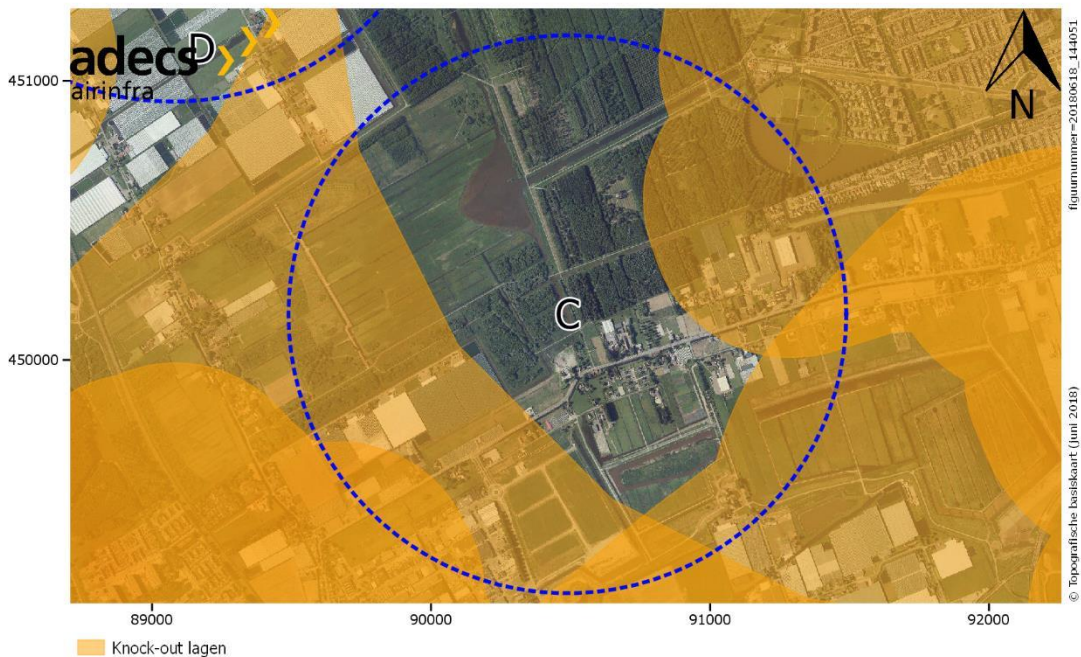 adecs
airinfra
D
N
C
451000
450000
89000
90000
91000
92000
Knock-out lagen
figuurnummer=20180618_144051
© Topografische basiskaart (juni 2018)